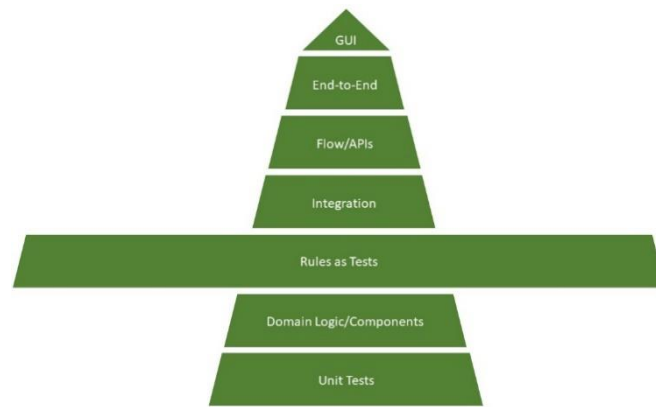 GUI
End-to-End
Flow/APIs
Integration
Rules as Tests
Domain Logic/Components
Unit Tests